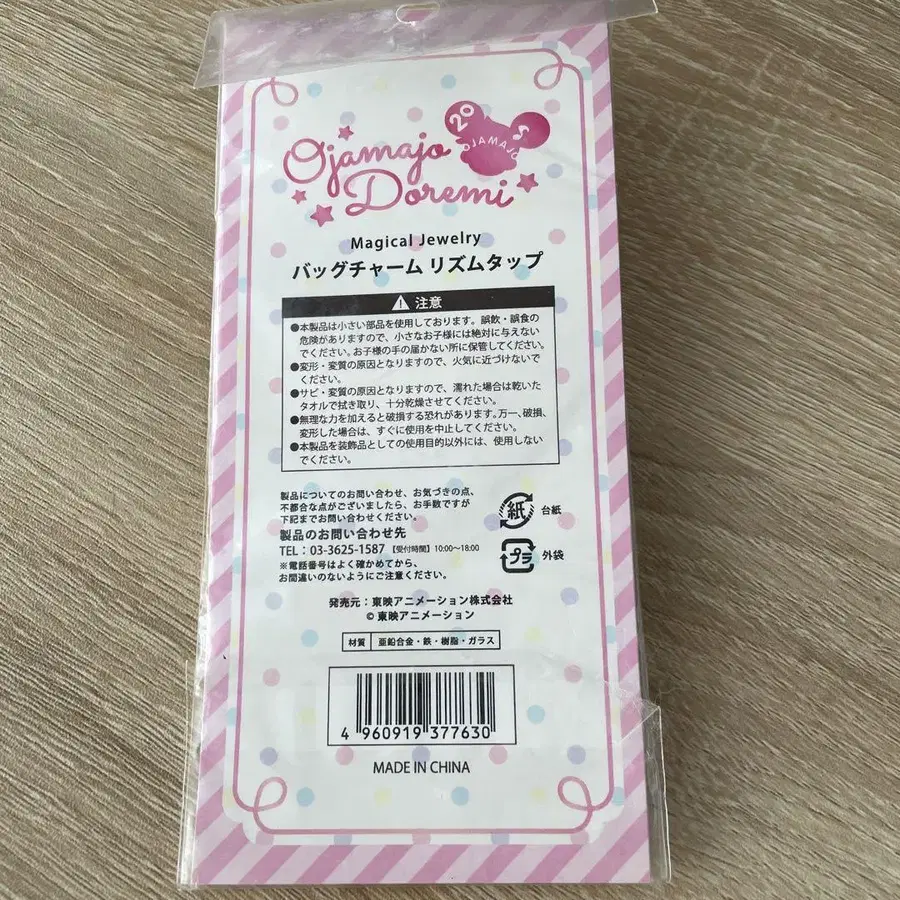 Ojamajo
Doremi
20
♪
OJAMAJO
Magical Jewelry
バッグチャーム リズムタップ
⚠ 注意
●本製品は小さい部品を使用しております。誤飲・誤食の
危険がありますので、小さなお子様には絶対に与えない
でください。お子様の手の届かない所に保管してください。
●変形・変質の原因となりますので、火気に近づけないで
ください。
●サビ・変質の原因となりますので、濡れた場合は乾いた
タオルで拭き取り、十分乾燥させてください。
●無理な力を加えると破損する恐れがあります。万一、破損、
変形した場合は、すぐに使用を中止してください。
●本製品を装飾品としての使用目的以外には、使用しない
でください。
製品についてのお問い合わせ、お気づきの点、
不都合な点がございましたら、お手数ですが
下記までお問い合わせください。
製品のお問い合わせ先
TEL：03-3625-1587 【受付時間】10:00〜18:00
※電話番号はよく確かめてから、
お間違いのないようにご注意ください。
紙 台紙
プラ 外袋
発売元：東映アニメーション株式会社
© 東映アニメーション
材質 亜鉛合金・鉄・樹脂・ガラス
4 960919 377630
MADE IN CHINA